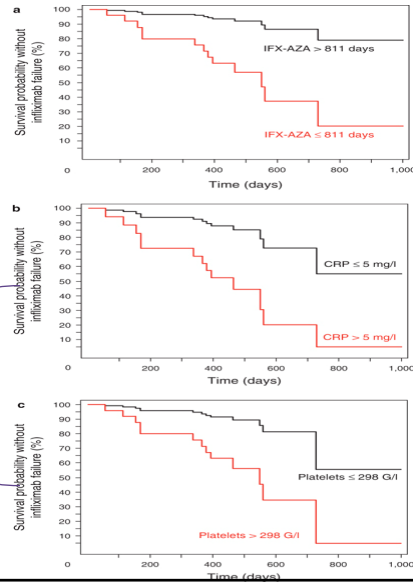 a
Survival probability without
infliximab failure (%)
100
90
80
70
60
50
40
30
20
10
0
IFX-AZA > 811 days
IFX-AZA ≤ 811 days
200
400
600
800
1,000
Time (days)
b
Survival probability without
infliximab failure (%)
100
90
80
70
60
50
40
30
20
10
0
CRP ≤ 5 mg/l
CRP > 5 mg/l
200
400
600
800
1,000
Time (days)
c
Survival probability without
infliximab failure (%)
100
90
80
70
60
50
40
30
20
10
0
Platelets ≤ 298 G/l
Platelets > 298 G/l
200
400
600
800
1,000
Time (days)